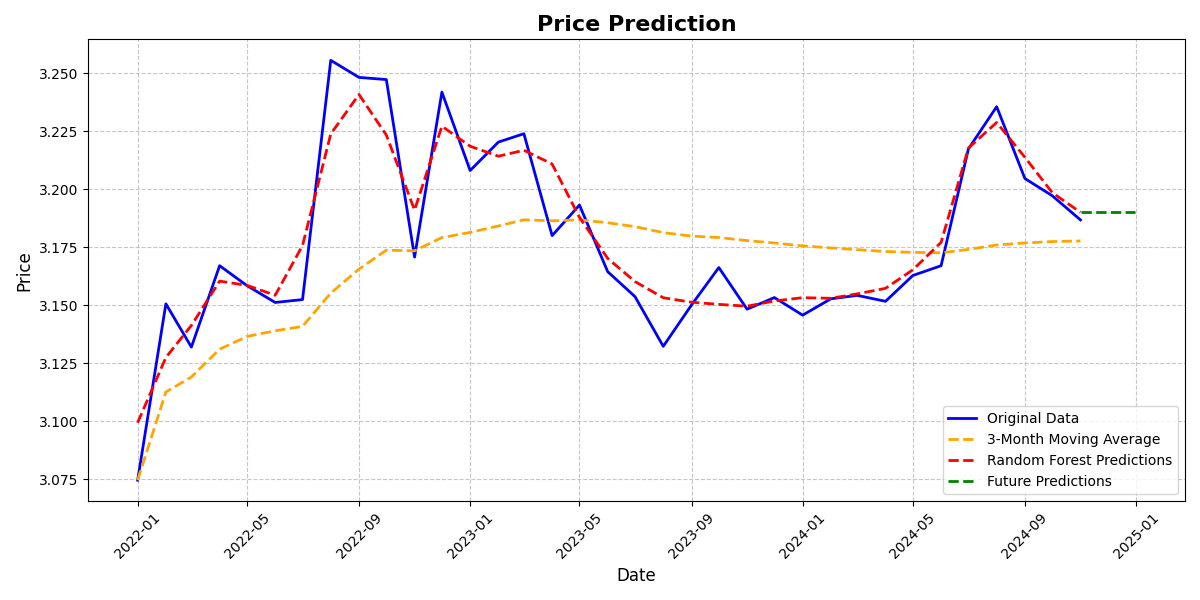 Price Prediction
Price
3.250
3.225
3.200
3.175
3.150
3.125
3.100
3.075
Original Data
3-Month Moving Average
Random Forest Predictions
Future Predictions
2022-01
2022-05
2022-09
2023-01
2023-05
2023-09
2024-01
2024-05
2024-09
2025-01
Date